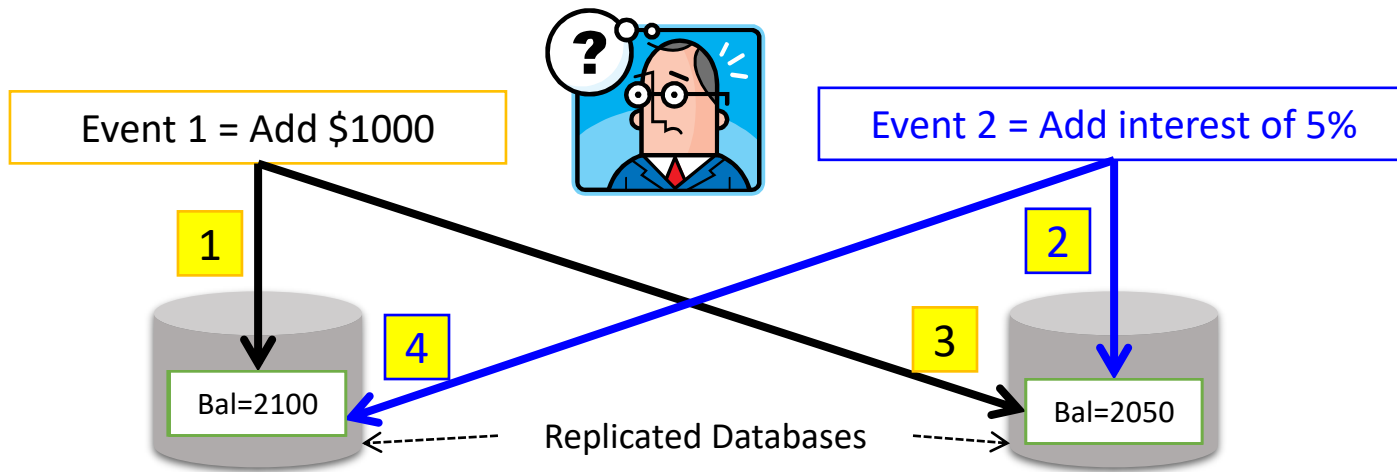 ?
Event 1 = Add $1000
Event 2 = Add interest of 5%
1
2
4
3
Bal=2100
Bal=2050
Replicated Databases